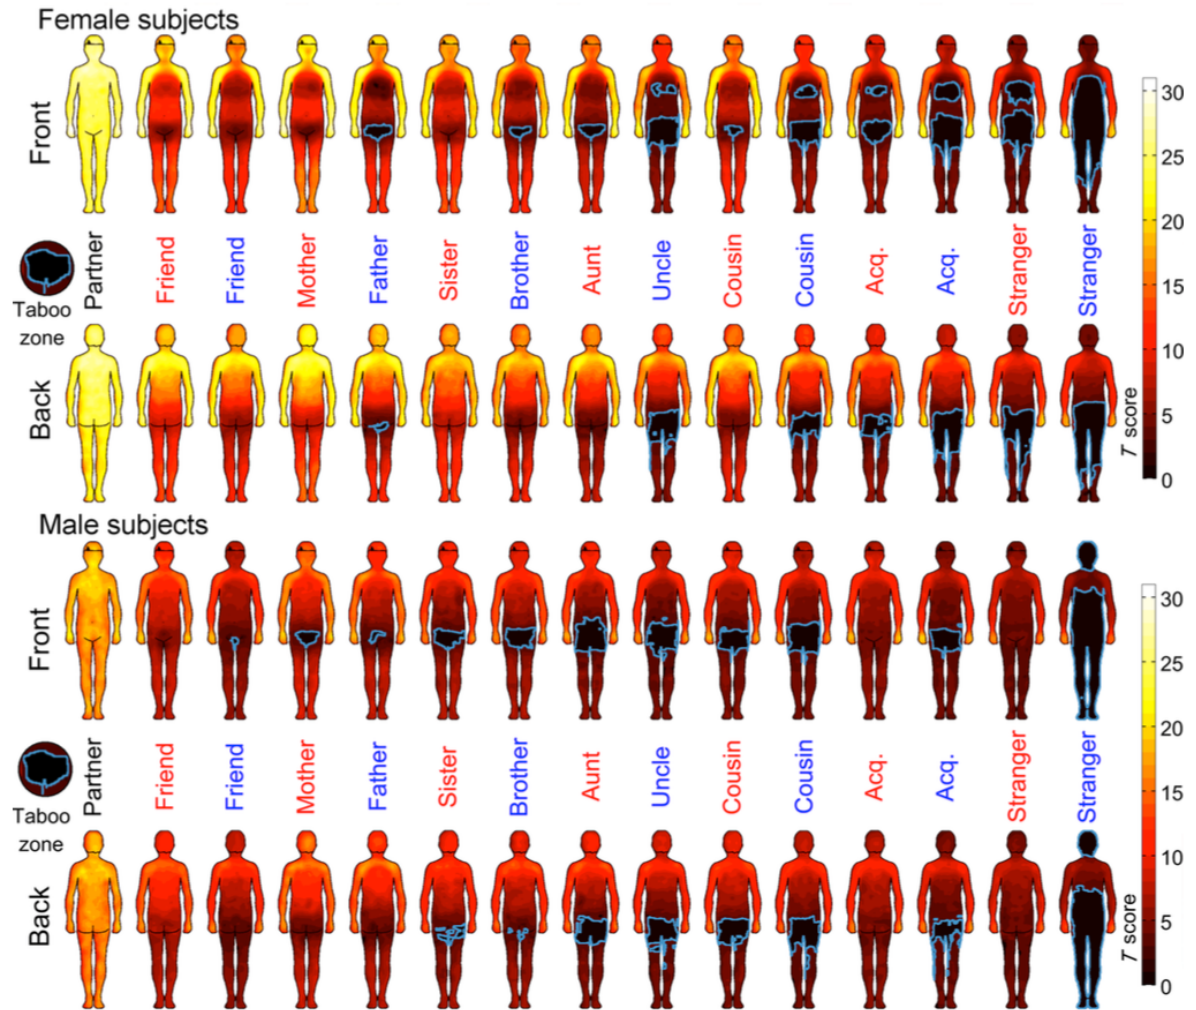 Female subjects
Front
30
25
20
15
10
5
0
T score
Taboo
zone
Partner
Friend
Friend
Mother
Father
Sister
Brother
Aunt
Uncle
Cousin
Cousin
Acq.
Acq.
Stranger
Stranger
Back
Male subjects
Front
30
25
20
15
10
5
0
T score
Taboo
zone
Partner
Friend
Friend
Mother
Father
Sister
Brother
Aunt
Uncle
Cousin
Cousin
Acq.
Acq.
Stranger
Stranger
Back